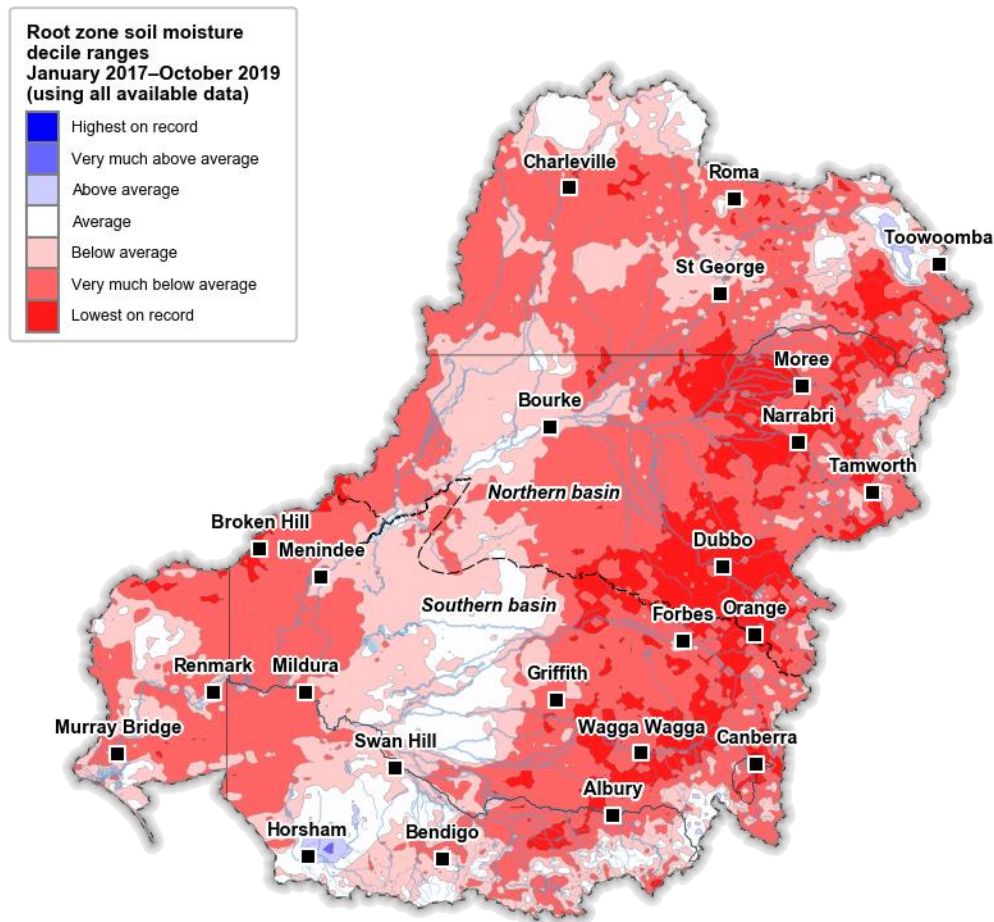 Root zone soil moisture
decile ranges
January 2017–October 2019
(using all available data)
Highest on record
Very much above average
Above average
Average
Below average
Very much below average
Lowest on record
Charleville
Roma
Toowoomba
St George
Moree
Bourke
Narrabri
Tamworth
Northern basin
Broken Hill
Menindee
Dubbo
Southern basin
Forbes
Orange
Renmark
Mildura
Griffith
Murray Bridge
Swan Hill
Wagga Wagga
Canberra
Albury
Horsham
Bendigo